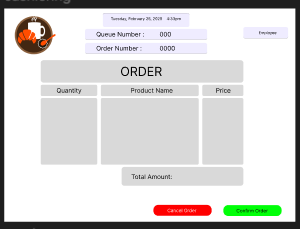 Tuesday, February 25, 2025 - 4:53pm
Queue Number : 000
Employee
Order Number : 0000
ORDER
Quantity Product Name Price
Total Amount:
Cancel Order Confirm Order